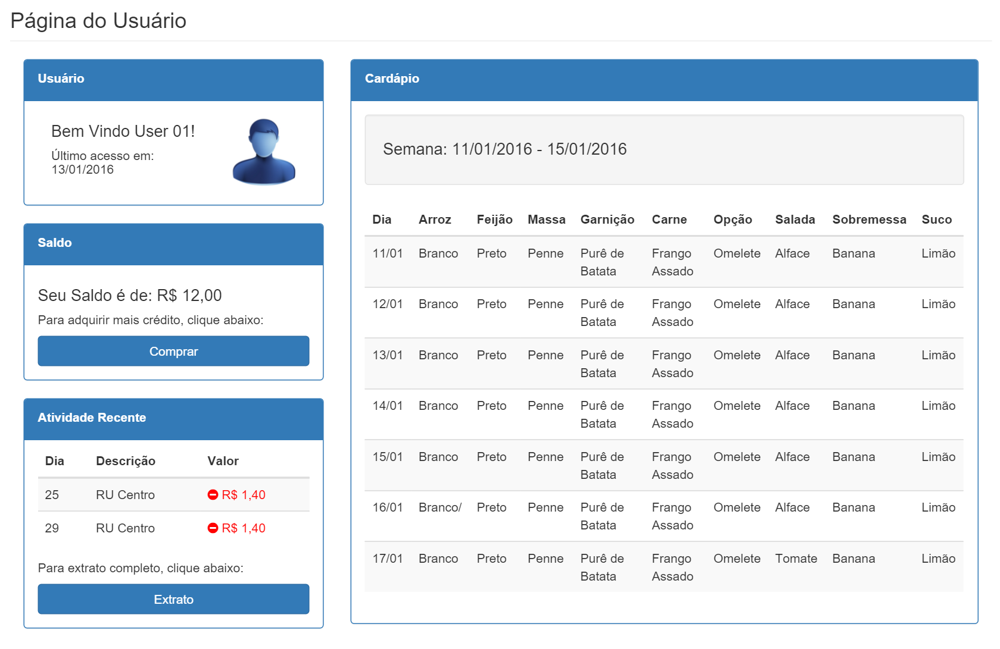 Página do Usuário
Usuário
Bem Vindo User 01!
Último acesso em:
13/01/2016
Saldo
Seu Saldo é de: R$ 12,00
Para adquirir mais crédito, clique abaixo:
Comprar
Atividade Recente
Dia Descrição Valor
25 RU Centro R$ 1,40
29 RU Centro R$ 1,40
Para extrato completo, clique abaixo:
Extrato
Cardápio
Semana: 11/01/2016 - 15/01/2016
Dia Arroz Feijão Massa Garnição Carne Opção Salada Sobremessa Suco
11/01 Branco Preto Penne Purê de Frango Omelete Alface Banana Limão
Batata Assado
12/01 Branco Preto Penne Purê de Frango Omelete Alface Banana Limão
Batata Assado
13/01 Branco Preto Penne Purê de Frango Omelete Alface Banana Limão
Batata Assado
14/01 Branco Preto Penne Purê de Frango Omelete Alface Banana Limão
Batata Assado
15/01 Branco Preto Penne Purê de Frango Omelete Alface Banana Limão
Batata Assado
16/01 Branco/ Preto Penne Purê de Frango Omelete Alface Banana Limão
Batata Assado
17/01 Branco Preto Penne Purê de Frango Omelete Tomate Banana Limão
Batata Assado